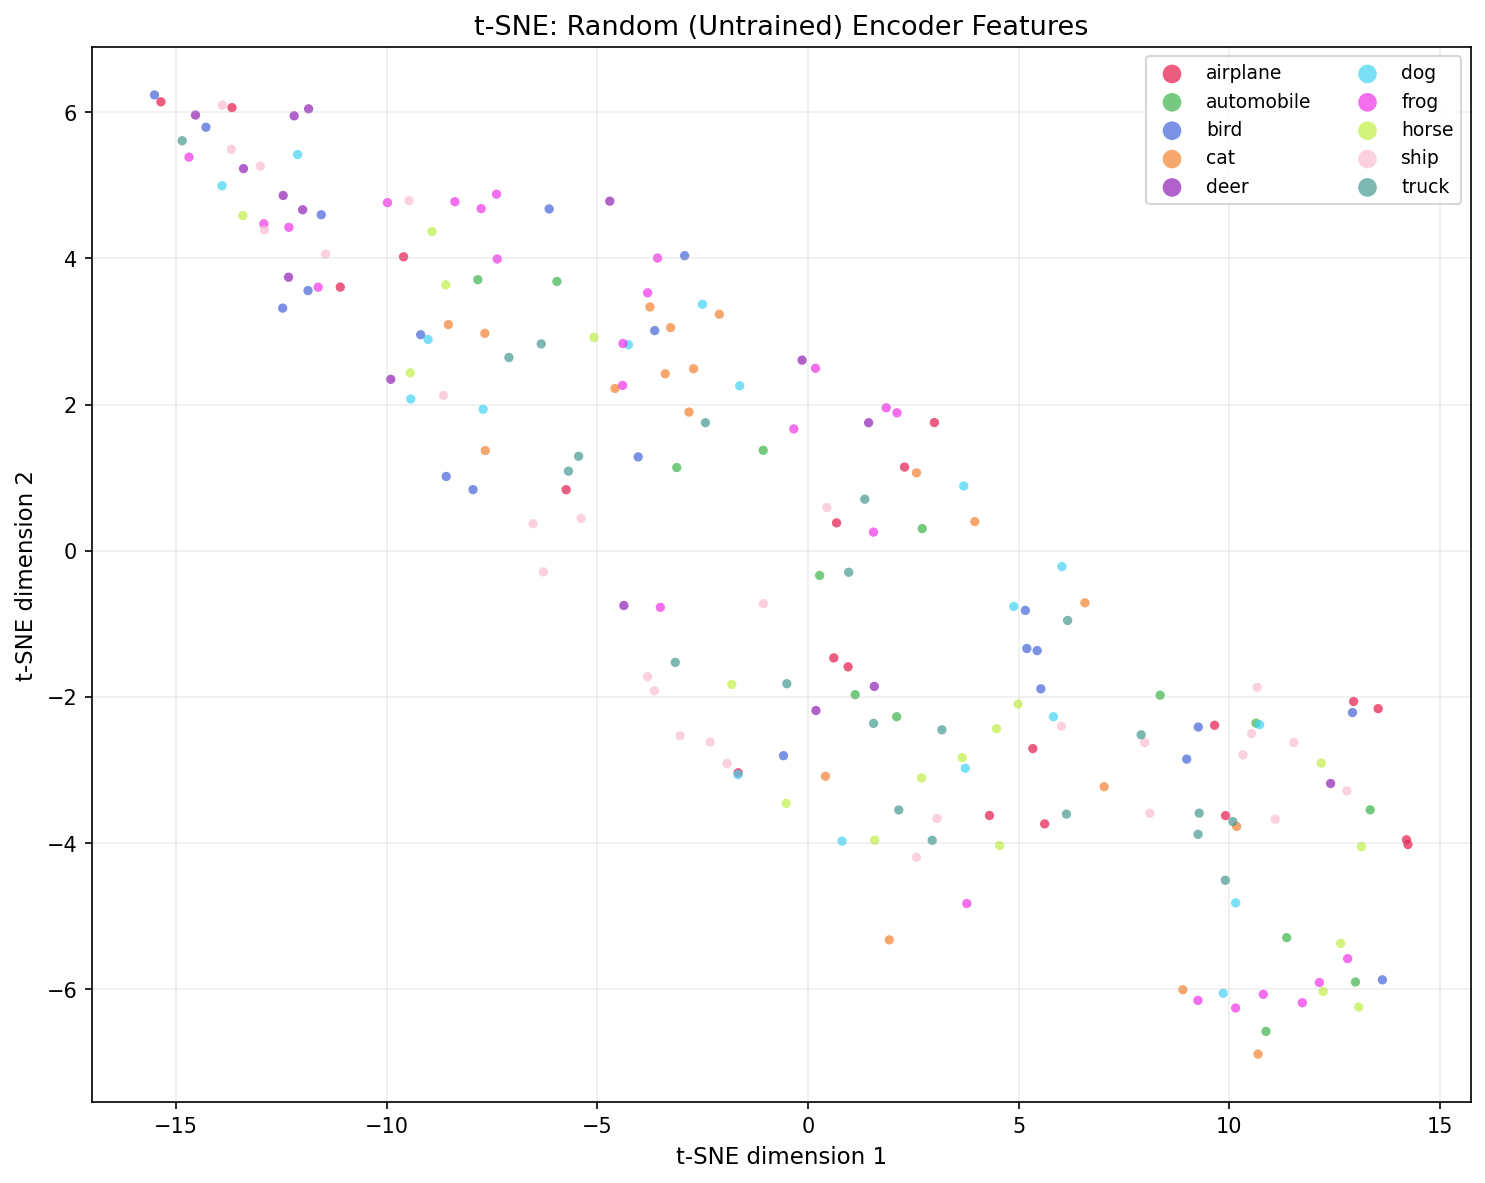 t-SNE: Random (Untrained) Encoder Features
airplane
automobile
bird
cat
deer
dog
frog
horse
ship
truck
t-SNE dimension 2
6
4
2
0
−2
−4
−6
−15
−10
−5
0
5
10
15
t-SNE dimension 1